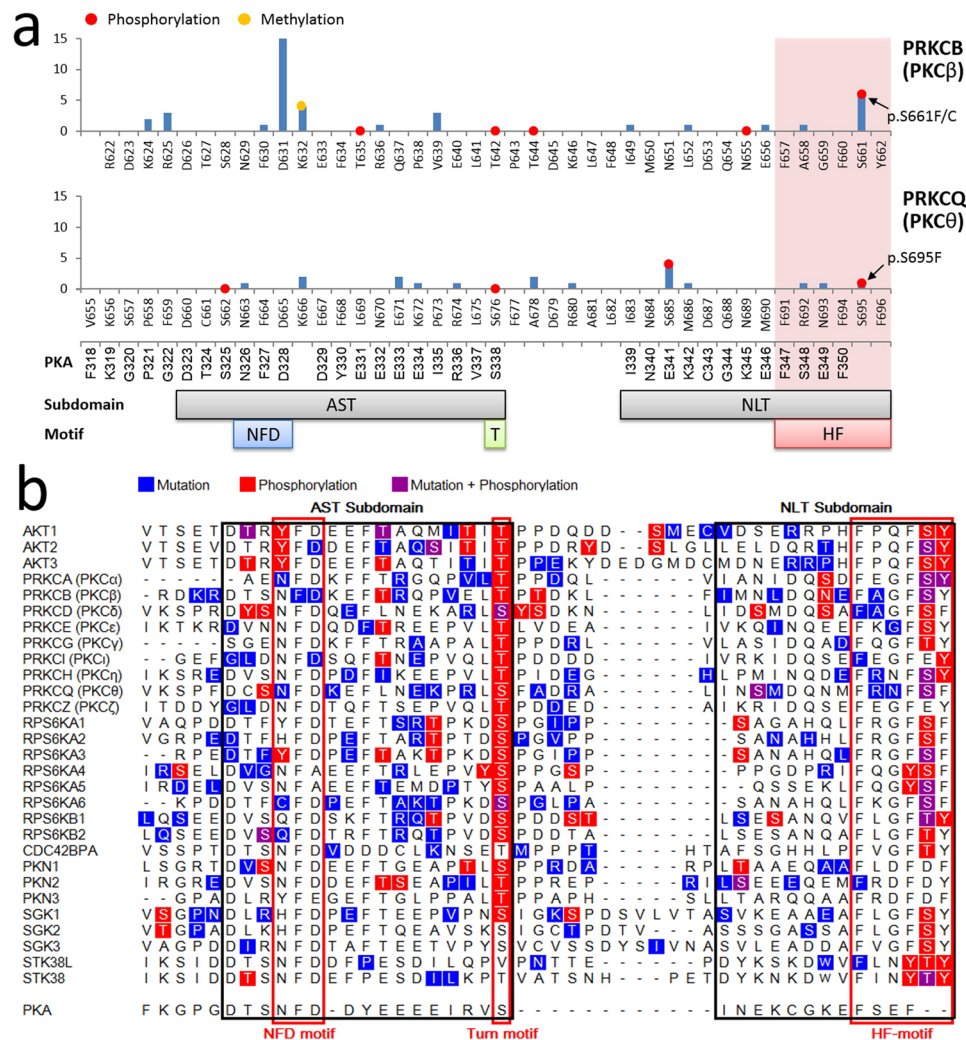 a
Phosphorylation Methylation
PRKCB
(PKCβ)
15
10
5
0
p.S661F/C
R622 D623 K624 R625 D626 T627 S628 N629 F630 D631 K632 E633 F634 T635 R636 Q637 P638 V639 E640 L641 T642 P643 T644 D645 K646 L647 F648 I649 M650 N651 L652 D653 Q654 N655 E656 F657 A658 G659 F660 S661 Y662
PRKCQ
(PKCθ)
15
10
5
0
p.S695F
V655 K656 S657 P658 F659 D660 C661 S662 N663 F664 D665 K666 E667 F668 L669 N670 E671 K672 P673 R674 L675 S676 F677 A678 D679 R680 A681 L682 I683 N684 S685 M686 D687 Q688 N689 M690 F691 R692 N693 F694 S695 F696
PKA F318 K319 G320 P321 G322 D323 T324 S325 N326 F327 D328 D329 Y330 E331 E332 E333 E334 I335 R336 V337 S338 I339 N340 E341 K342 C343 G344 K345 E346 F347 S348 E349 F350
Subdomain AST NLT
Motif NFD T HF
b
Mutation Phosphorylation Mutation + Phosphorylation
AST Subdomain NLT Subdomain
AKT1 V T S E T D T R Y F D E E F T A Q M I T I T P P D Q D D - - - S M E C V D S E R R P H F P Q F S Y
AKT2 V T S E V D T R Y F D D E F T A Q S I T I T P P D R Y D - - S L G L L E L D Q R T H F P Q F S Y
AKT3 V T S E T D T R Y F D E E F T A Q T I T I T P P E K Y D E D G M D C M D N E R R P H F P Q F S Y
PRKCA (PKCα) - - - - A E N F D K F F T R G Q P V L T P P D Q L - - - - - - V I A N I D Q S D F E G F S Y
PRKCB (PKCβ) - R D K R D T S N F D K E F T R Q P V E L T P T D K L - - - - - - F I M N L D Q N E F A G F S Y
PRKCD (PKCδ) V K S P R D Y S N F D Q E F L N E K A R L S Y S D K N - - - - - - L I D S M D Q S A F A G F S F
PRKCE (PKCε) I K T K R D V N N F D Q D F T R E E P V L T L V D E A - - - - - - I V K Q I N Q E E F K G F S Y
PRKCG (PKCγ) - - - - - S G E N F D K F F T R A A P A L T P P D R L - - - - - - V L A S I D Q A D F Q G F T Y
PRKCI (PKCι) - - G E F G L D N F D S Q F T N E P V Q L T P D D D D - - - - - - V R K I D Q S E F E G F E Y
PRKCH (PKCη) I K S R E D V S N F D P D F I K E E P V L T P I D E G - - - - - H L P M I N Q D E F R N F S Y
PRKCQ (PKCθ) V K S P F D C S N F D K E F L N E K P R L S F A D R A - - - - - - L I N S M D Q N M F R N F S F
PRKCZ (PKCζ) I T D D Y G L D N F D T Q F T S E P V Q L T P D D E D - - - - - - A I K R I D Q S E F E G F E Y
RPS6KA1 V A Q P D D T F Y F D T E F T S R T P K D S P G I P P - - - - - - - S A G A H Q L F R G F S F
RPS6KA2 V G R P E D T F H F D P E F T A R T P T D S P G V P P - - - - - - - S A N A H H L F R G F S F
RPS6KA3 - - R P E D T F Y F D P E F T A K T P K D S P G I P P - - - - - - - S A N A H Q L F R G F S F
RPS6KA4 I R S E L D V G N F A E E F T R L E P V Y S P P G S P - - - - - - - P P G D P R I F Q G Y S F
RPS6KA5 I R D E L D V S N F A E E F T E M D P T Y S P A A L P - - - - - - - Q S S E K L F Q G Y S F
RPS6KA6 - - K P D D T F C F D P E F T A K T P K D S P G L P A - - - - - - - S A N A H Q L F K G F S F
RPS6KB1 L Q S E E D V S Q F D S K F T R Q T P V D S P D D S T - - - - - - L S E S A N Q V F L G F T Y
RPS6KB2 L Q S E E D V S Q F D T R F T R Q T P V D S P D D T A - - - - - - L S E S A N Q A F L G F T Y
CDC42BPA V S S P T D T S N F D V D D D C L K N S E T M P P P T - - - - - H T A F S G H H L P F V G F T Y
PKN1 L S G R T D V S N F D E E F T G E A P T L S P P R D A - - - - - R P L T A A E Q A A F L D F D F
PKN2 I R G R E D V S N F D D E F T S E A P I L T P P R E P - - - - - R I L S E E E Q E M F R D F D Y
PKN3 - G P A D L R Y F E G E F T G L P P A L T P P A P H - - - - - S L L T A R Q Q A A F R D F D F
SGK1 V S G P N D L R H F D P E F T E E P V P N S I G K S P D S V L V T A S V K E A A E A F L G F S Y
SGK2 V T G P A D L K H F D P E F T Q E A V S K S I G C T P D T V A - - - A S S S G A S S A F L G F S Y
SGK3 V A G P D D I R N F D T A F T E E T V P Y S V C V S S D Y S I V N A S V L E A D D A F V G F S Y
STK38L I K S I D D T S N F D D F P E S D I L Q P V P N T T E - - - - - P D Y K S K D W V F L N Y T Y
STK38 I K S I D D T S N F D E F P E S D I L K P T V A T S N H - - P E T D Y K N K D W V F I N Y T Y
PKA F K G P G D T S N F D - D Y E E E E I R V S - - - - - - - - - - - - I N E K C G K E F S E F - -
NFD motif Turn motif HF-motif